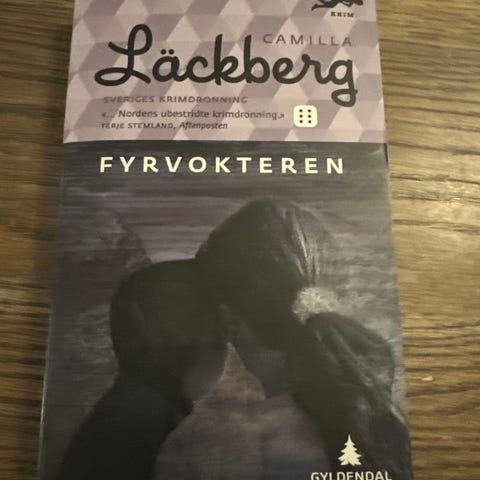 KRIM
CAMILLA
Läckberg
SVERIGES KRIMDRONNING
«... Nordens ubestridte krimdronning.»
TERJE STEMLAND, Aftenposten
FYRVOKTEREN
GYLDENDAL